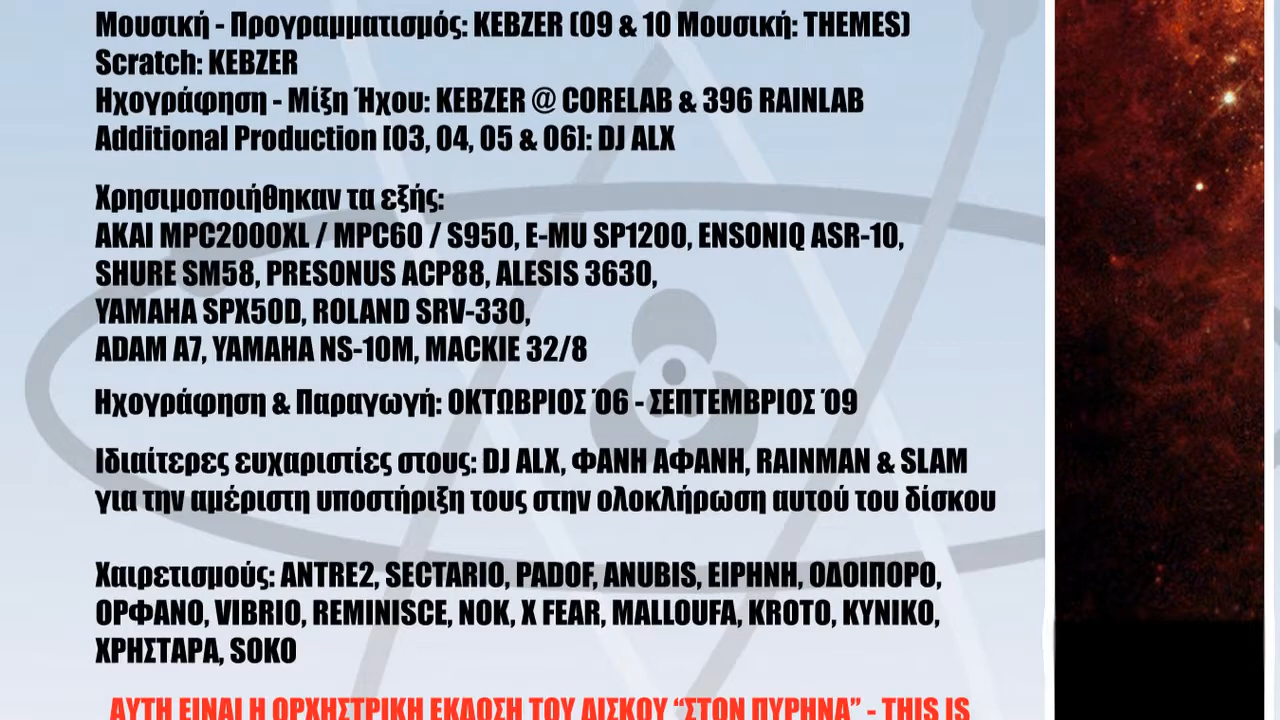 Μουσική - Προγραμματισμός: KEBZER (09 & 10 Μουσική: THEMES)
Scratch: KEBZER
Ηχογράφηση - Μίξη Ήχου: KEBZER @ CORELAB & 396 RAINLAB
Additional Production [03, 04, 05 & 06]: DJ ALX
Χρησιμοποιήθηκαν τα εξής:
AKAI MPC2000XL / MPC60 / S950, E-MU SP1200, ENSONIQ ASR-10,
SHURE SM58, PRESONUS ACP88, ALESIS 3630,
YAMAHA SPX50D, ROLAND SRV-330,
ADAM A7, YAMAHA NS-10M, MACKIE 32/8
Ηχογράφηση & Παραγωγή: ΟΚΤΩΒΡΙΟΣ ΄06 - ΣΕΠΤΕΜΒΡΙΟΣ ΄09
Ιδιαίτερες ευχαριστίες στους: DJ ALX, ΦΑΝΗ ΑΦΑΝΗ, RAINMAN & SLAM
για την αμέριστη υποστήριξη τους στην ολοκλήρωση αυτού του δίσκου
Χαιρετισμούς: ANTRE2, SECTARIO, PADOF, ANUBIS, ΕΙΡΗΝΗ, ΟΔΟΙΠΟΡΟ,
ΟΡΦΑΝΟ, VIBRIO, REMINISCE, NOK, X FEAR, MALLOUFA, KROTO, ΚΥΝΙΚΟ,
ΧΡΗΣΤΑΡΑ, SOKO
ΑΥΤΗ ΕΙΝΑΙ Η ΟΡΧΗΣΤΡΙΚΗ ΕΚΔΟΣΗ ΤΟΥ ΔΙΣΚΟΥ “ΣΤΟΝ ΠΥΡΗΝΑ” - THIS IS